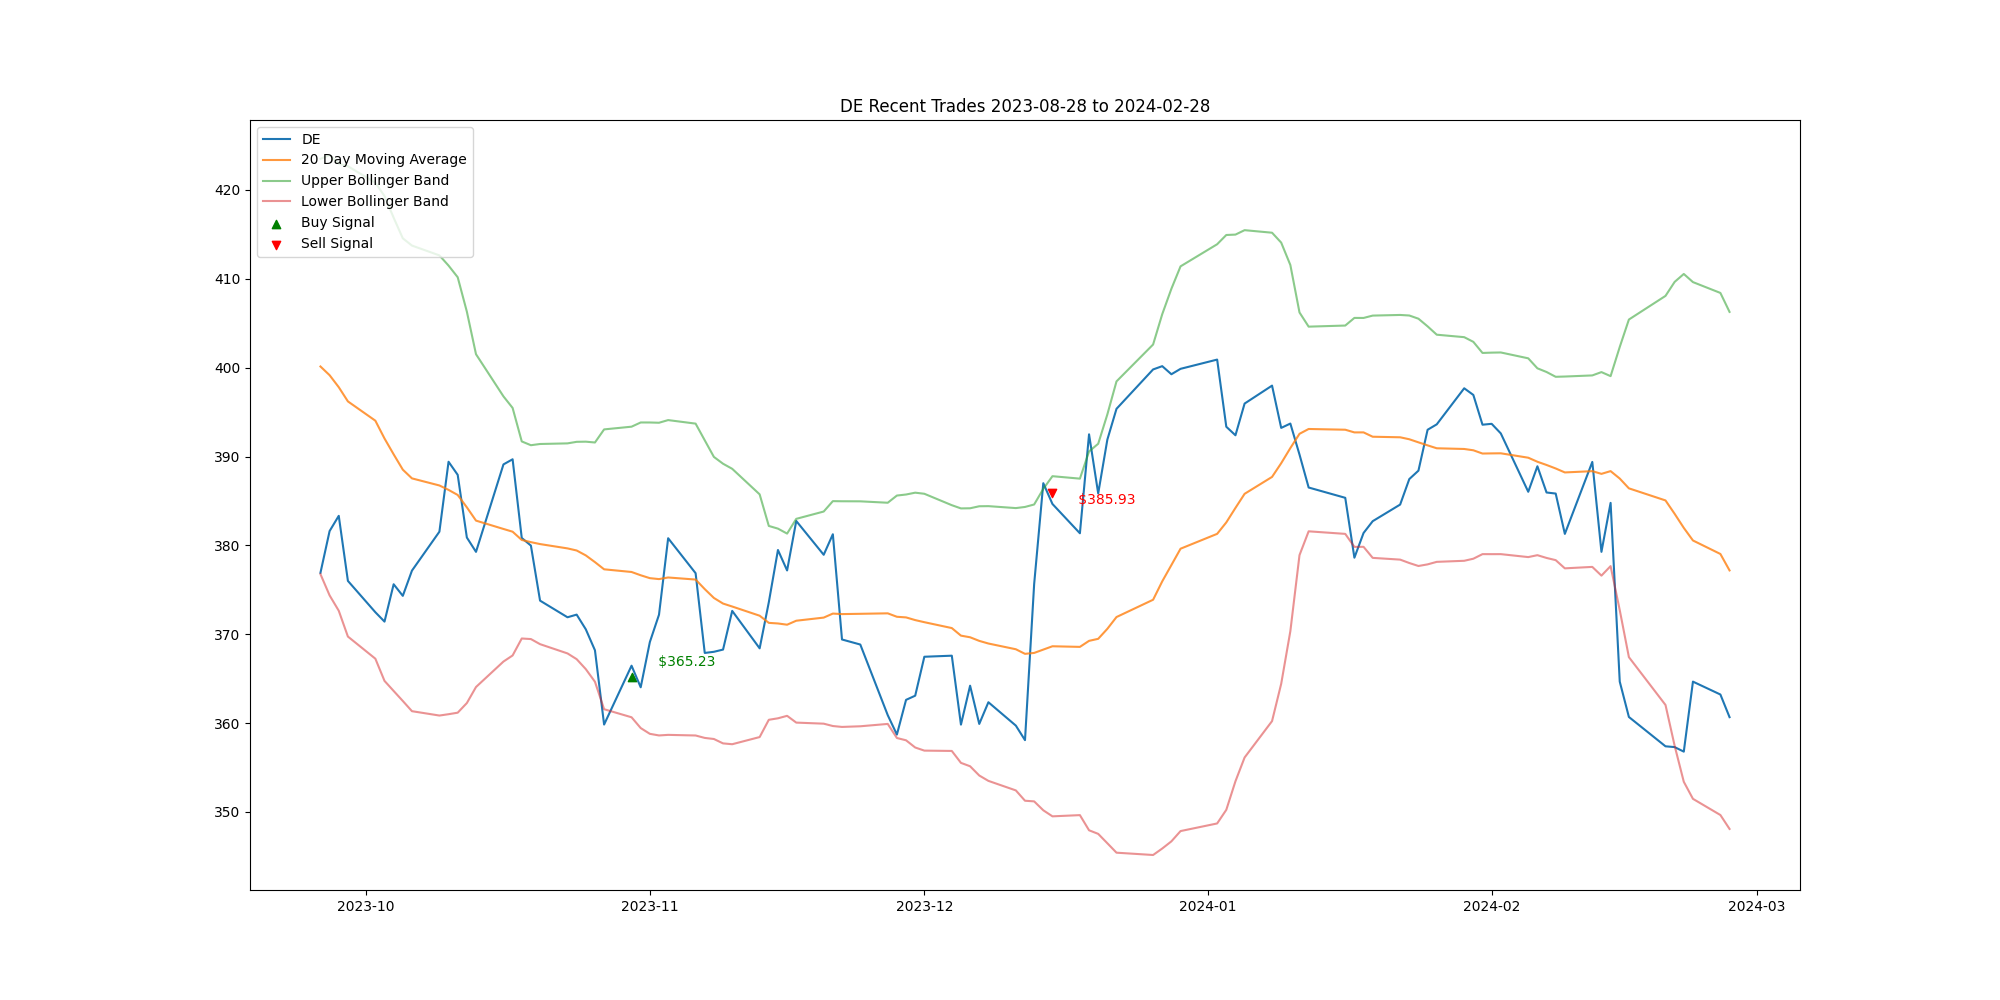 DE Recent Trades 2023-08-28 to 2024-02-28
DE
20 Day Moving Average
Upper Bollinger Band
Lower Bollinger Band
Buy Signal
Sell Signal
420
410
400
390
380
370
360
350
$385.93
$365.23
2023-10
2023-11
2023-12
2024-01
2024-02
2024-03